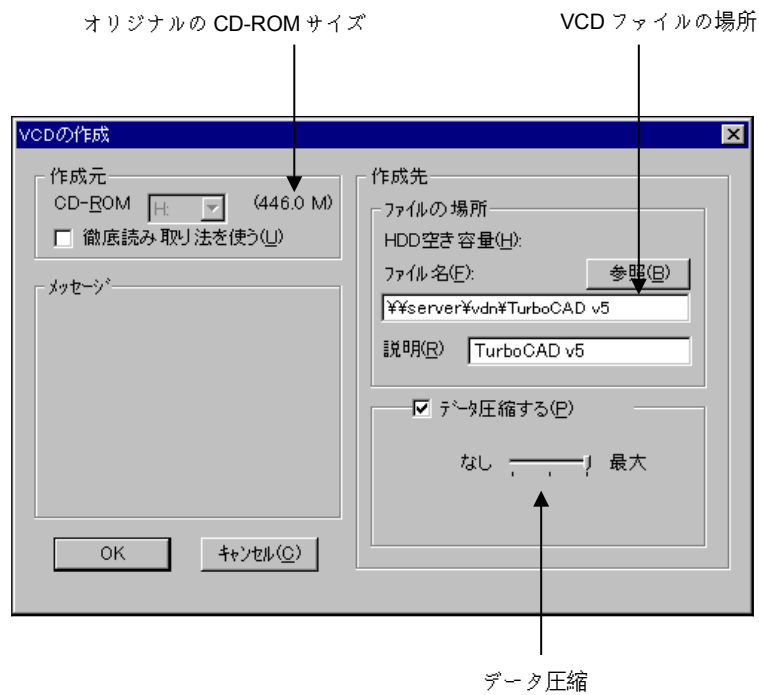 オリジナルの CD-ROM サイズ
VCD ファイルの場所
VCDの作成
作成元
CD-ROM H: (446.0 M)
徹底読み取り法を使う(U)
メッセージ
OK
キャンセル(C)
作成先
ファイルの場所
HDD空き容量(H):
ファイル名(F): 参照(B)
¥¥server¥vdn¥TurboCAD v5
説明(R) TurboCAD v5
データ圧縮する(P)
なし 最大
データ圧縮